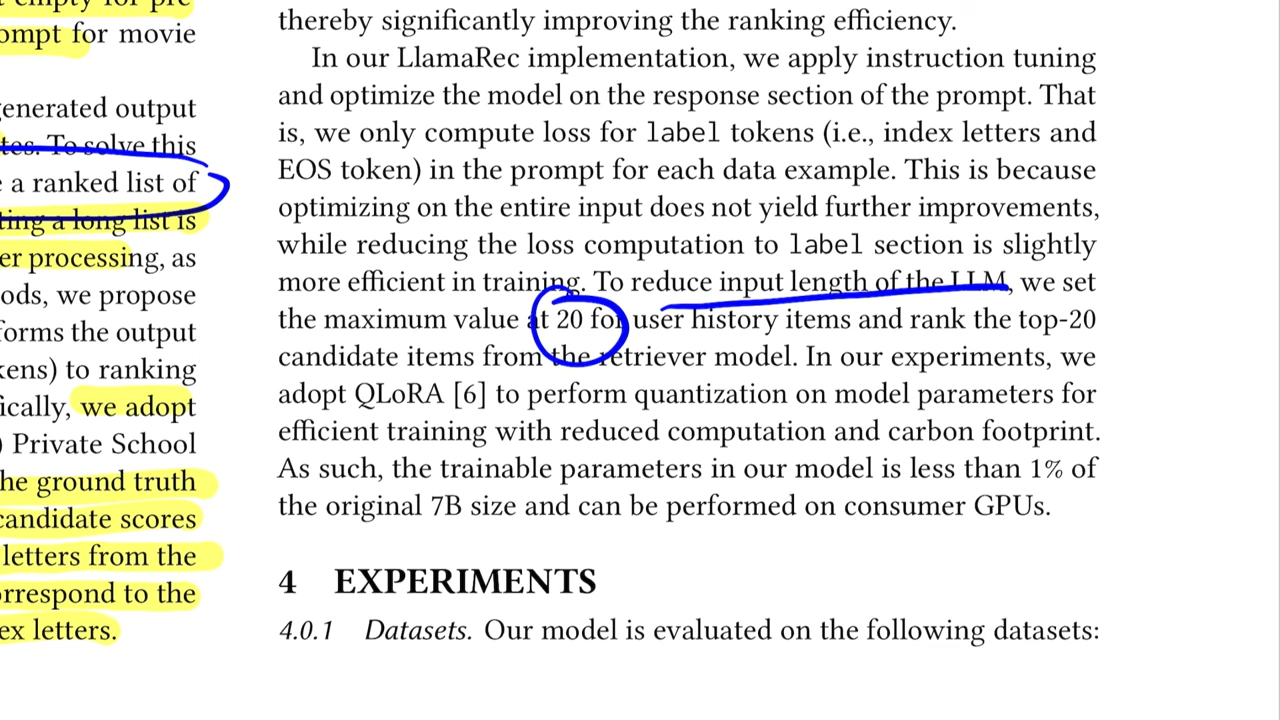 t empty for pre-
ompt for movie
enerated output
tes. To solve this
e a ranked list of
ting a long list is
er processing, as
ods, we propose
forms the output
kens) to ranking
ically, we adopt
) Private School
he ground truth
candidate scores
letters from the
orrespond to the
ex letters.
thereby significantly improving the ranking efficiency.
In our LlamaRec implementation, we apply instruction tuning
and optimize the model on the response section of the prompt. That
is, we only compute loss for label tokens (i.e., index letters and
EOS token) in the prompt for each data example. This is because
optimizing on the entire input does not yield further improvements,
while reducing the loss computation to label section is slightly
more efficient in training. To reduce input length of the LLM, we set
the maximum value at 20 for user history items and rank the top-20
candidate items from the retriever model. In our experiments, we
adopt QLoRA [6] to perform quantization on model parameters for
efficient training with reduced computation and carbon footprint.
As such, the trainable parameters in our model is less than 1% of
the original 7B size and can be performed on consumer GPUs.
4 EXPERIMENTS
4.0.1 Datasets. Our model is evaluated on the following datasets: